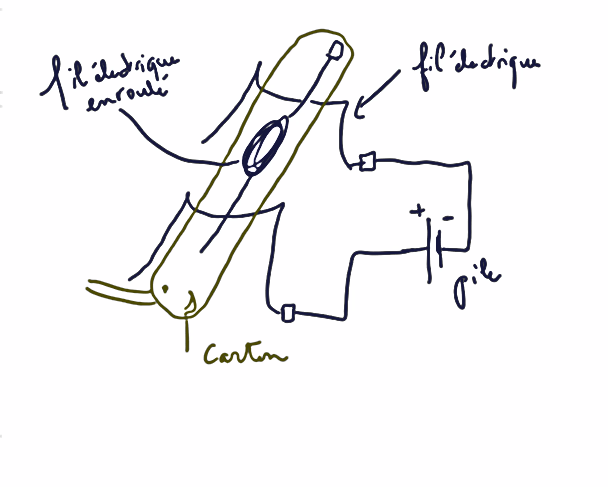 fil électrique
enroulé
fil électrique
+ -
pile
Carton